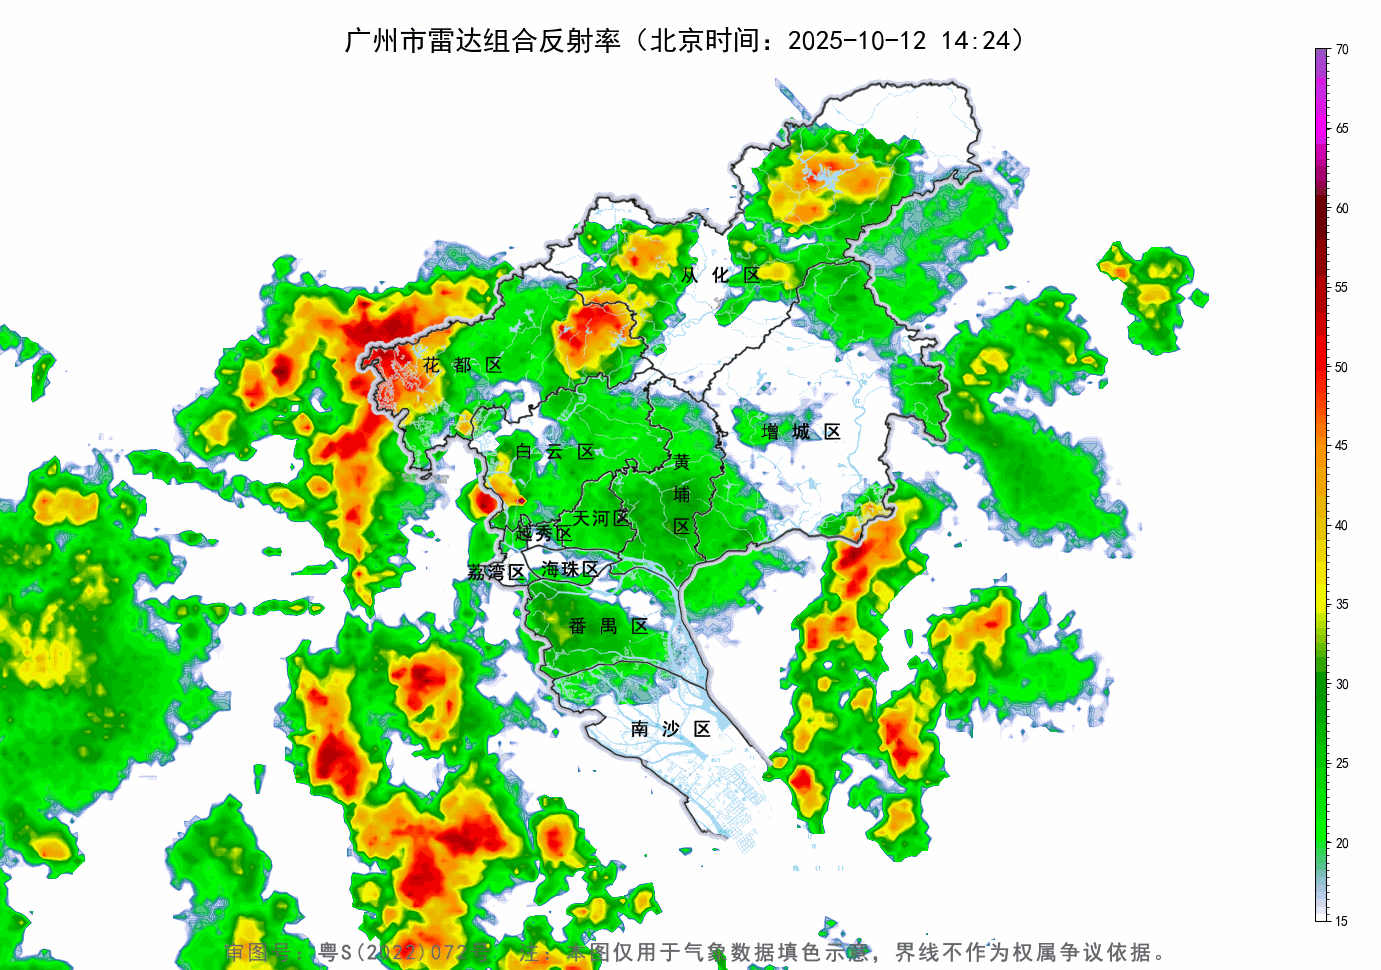 广州市雷达组合反射率（北京时间：2025-10-12 14:24）
70
65
60
55
50
45
40
35
30
25
20
15
从化区
花都区
增城区
白云区
黄埔区
天河区
越秀区
荔湾区
海珠区
番禺区
南沙区
审图号：粤S(2022)072号 注：本图仅用于气象数据填色示意，界线不作为权属争议依据。